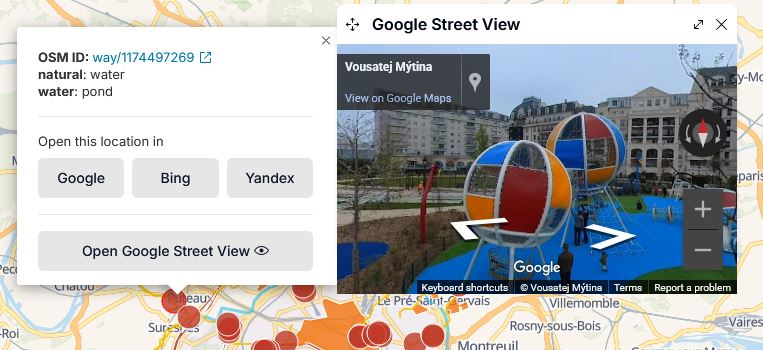 OSM ID: way/1174497269
natural: water
water: pond
Open this location in
Google
Bing
Yandex
Open Google Street View
Google Street View
Vousatej Mýtina
View on Google Maps
Google
Keyboard shortcuts
© Vousatej Mýtina
Terms
Report a problem
Chatou
Puteaux
Suresnes
Le Pré-Saint-Gervais
Villemomble
Rosny-sous-Bois
Montreuil